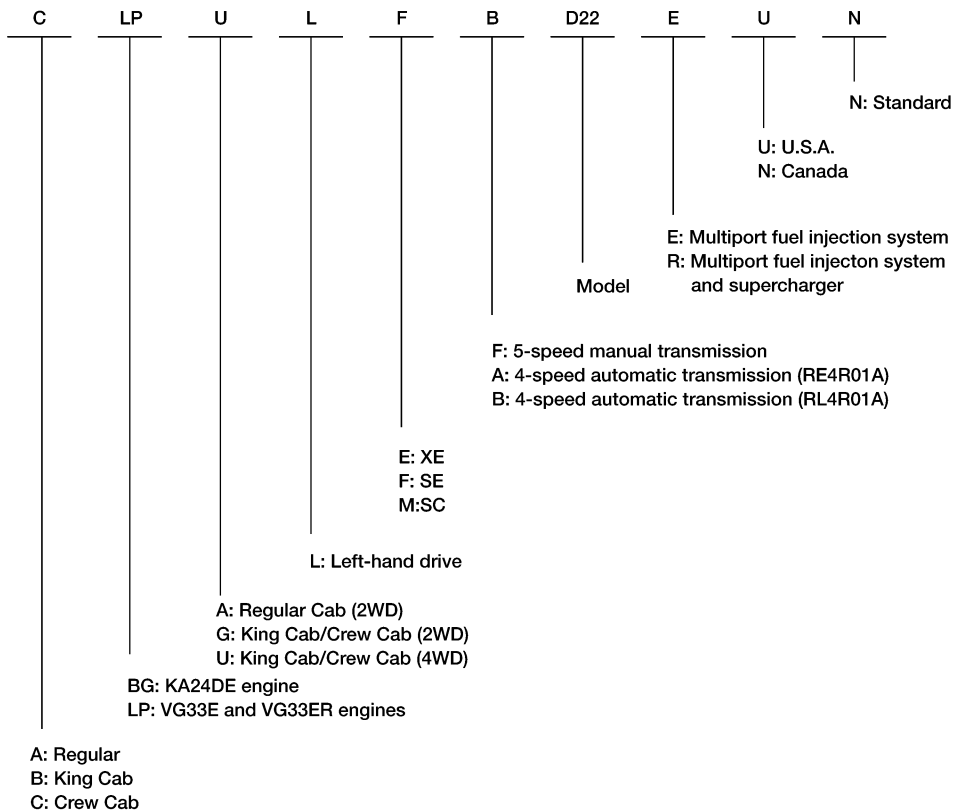 C LP U L F B D22 E U N
N: Standard
U: U.S.A.
N: Canada
E: Multiport fuel injection system
R: Multiport fuel injecton system
and supercharger
Model
F: 5-speed manual transmission
A: 4-speed automatic transmission (RE4R01A)
B: 4-speed automatic transmission (RL4R01A)
E: XE
F: SE
M:SC
L: Left-hand drive
A: Regular Cab (2WD)
G: King Cab/Crew Cab (2WD)
U: King Cab/Crew Cab (4WD)
BG: KA24DE engine
LP: VG33E and VG33ER engines
A: Regular
B: King Cab
C: Crew Cab